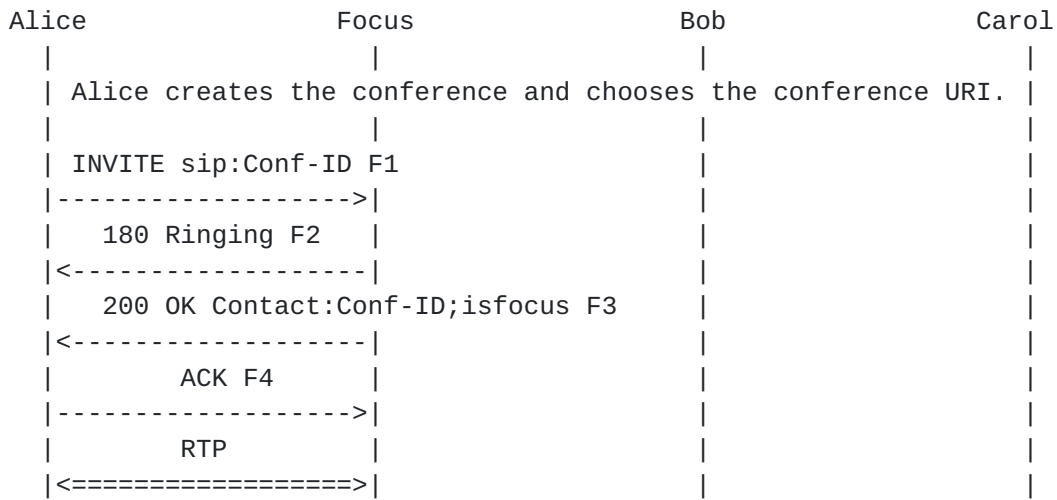 Alice                Focus                 Bob                Carol
  |                    |                    |                    |
  | Alice creates the conference and chooses the conference URI. |
  |                    |                    |                    |
  | INVITE sip:Conf-ID F1                   |                    |
  |------------------->|                    |                    |
  |   180 Ringing F2   |                    |                    |
  |<-------------------|                    |                    |
  |   200 OK Contact:Conf-ID;isfocus F3     |                    |
  |<-------------------|                    |                    |
  |        ACK F4      |                    |                    |
  |------------------->|                    |                    |
  |        RTP         |                    |                    |
  |<==================>|                    |                    |